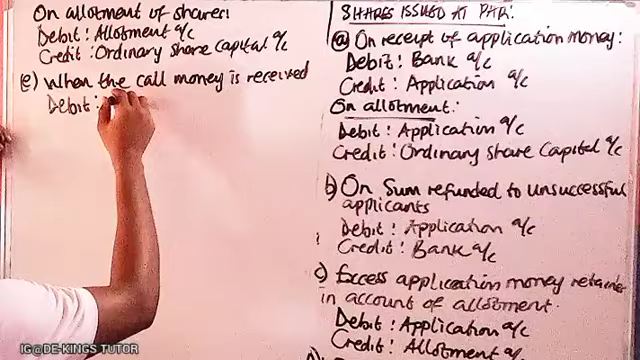 On allotment of shares:
Debit: Allotment a/c
Credit: Ordinary share Capital a/c
(e) When the call money is received
Debit:
SHARES ISSUED AT PAR:
(a) On receipt of application money:
Debit: Bank a/c
Credit: Application a/c
On allotment:
Debit: Application a/c
Credit: Ordinary share Capital a/c
b) On Sum refunded to unsuccessful
applicants
Debit: Application a/c
Credit: Bank a/c
c) Excess application money
in account of allotment.
Debit: Application a/c
Credit: Allotment a/c
IG@DE-KINGS TUTOR